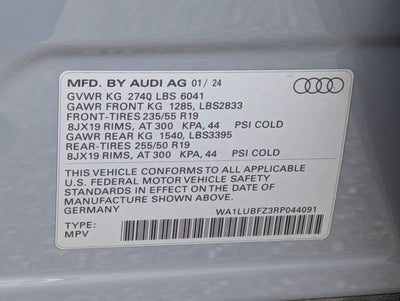 MFD. BY AUDI AG 01/24
GVWR KG 2740 LBS 6041
GAWR FRONT KG 1285, LBS2833
FRONT-TIRES 235/55 R19
8JX19 RIMS, AT 300 KPA, 44 PSI COLD
GAWR REAR KG 1540, LBS3395
REAR-TIRES 255/50 R19
8JX19 RIMS, AT 300 KPA, 44 PSI COLD
THIS VEHICLE CONFORMS TO ALL APPLICABLE
U.S. FEDERAL MOTOR VEHICLE SAFETY
STANDARDS IN EFFECT ON THE DATE OF
MANUFACTURE SHOWN ABOVE.
GERMANY WA1LUBFZ3RP044091
TYPE:
MPV